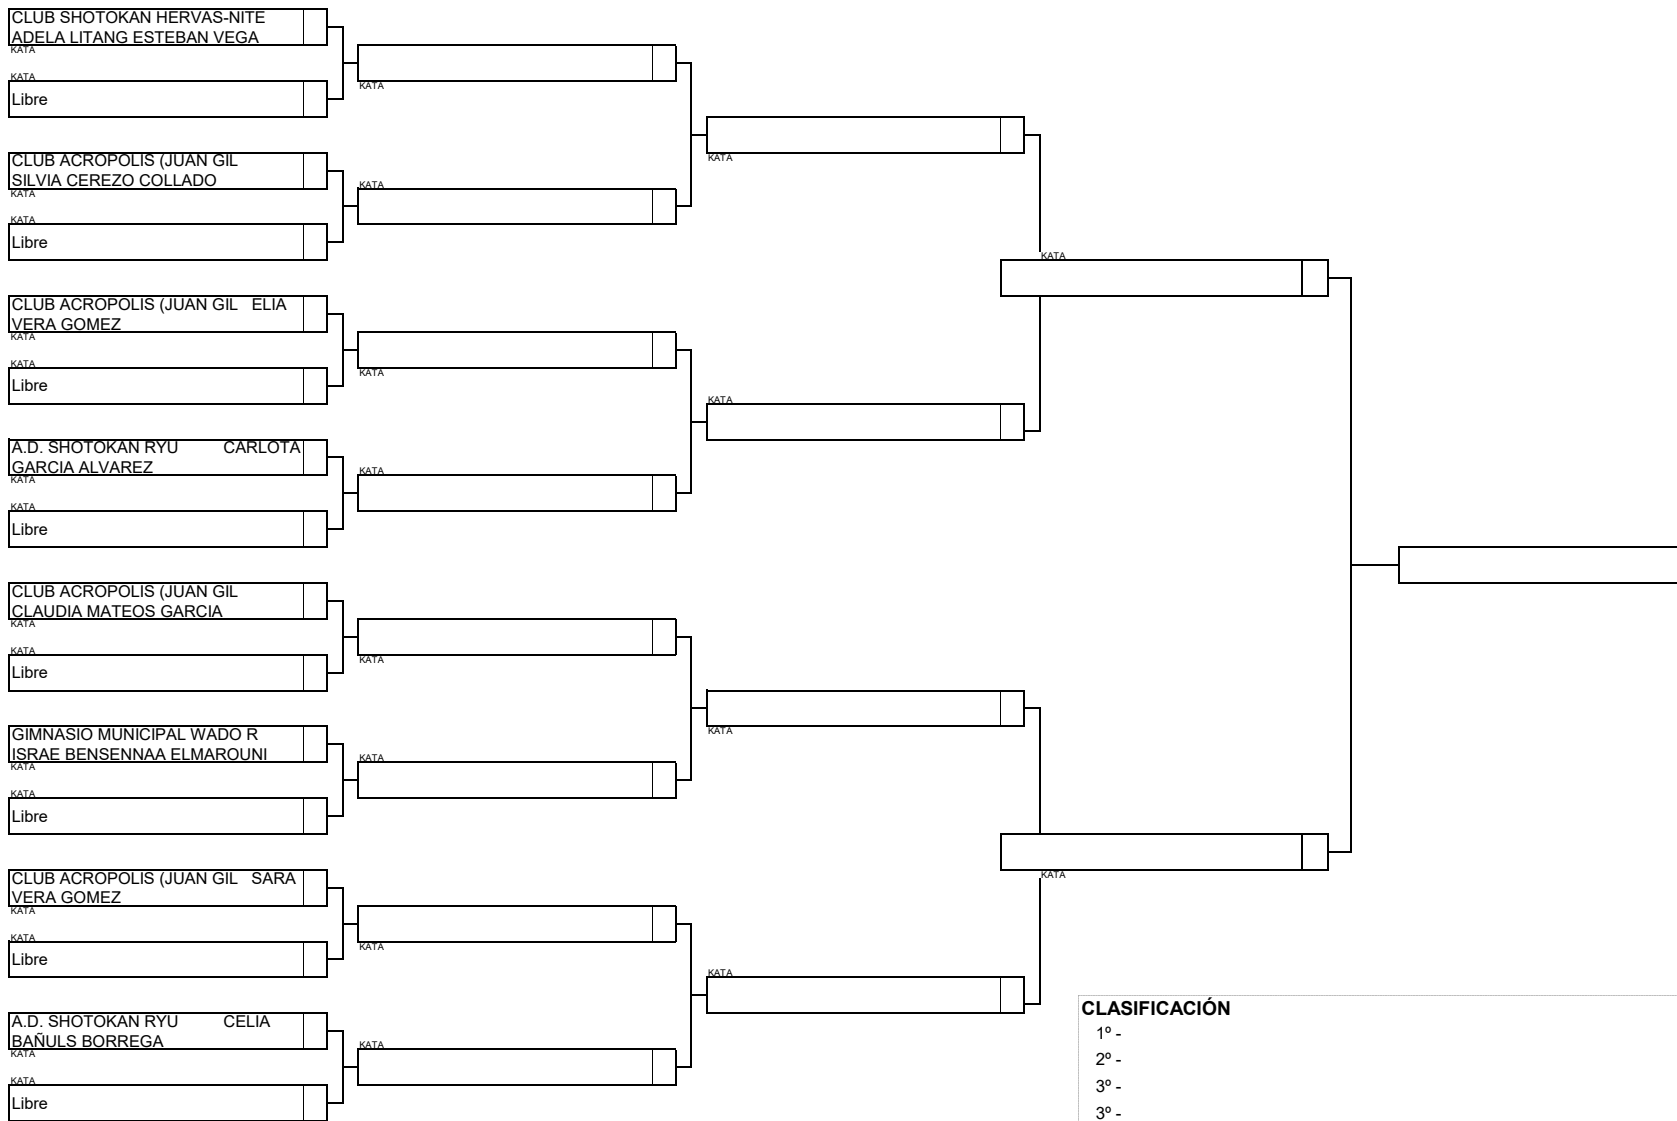 CLUB SHOTOKAN HERVAS-NITE
ADELA LITANG ESTEBAN VEGA
KATA
KATA
Libre
CLUB ACROPOLIS (JUAN GIL
SILVIA CEREZO COLLADO
KATA
KATA
Libre
CLUB ACROPOLIS (JUAN GIL ELIA
VERA GOMEZ
KATA
KATA
Libre
A.D. SHOTOKAN RYU CARLOTA
GARCIA ALVAREZ
KATA
KATA
Libre
CLUB ACROPOLIS (JUAN GIL
CLAUDIA MATEOS GARCIA
KATA
KATA
Libre
GIMNASIO MUNICIPAL WADO R
ISRAE BENSENNAA ELMAROUNI
KATA
KATA
Libre
CLUB ACROPOLIS (JUAN GIL SARA
VERA GOMEZ
KATA
KATA
Libre
A.D. SHOTOKAN RYU CELIA
BAÑULS BORREGA
KATA
KATA
Libre
KATA
KATA
KATA
KATA
KATA
KATA
KATA
KATA
KATA
KATA
KATA
KATA
KATA
KATA
CLASIFICACIÓN
1º -
2º -
3º -
3º -